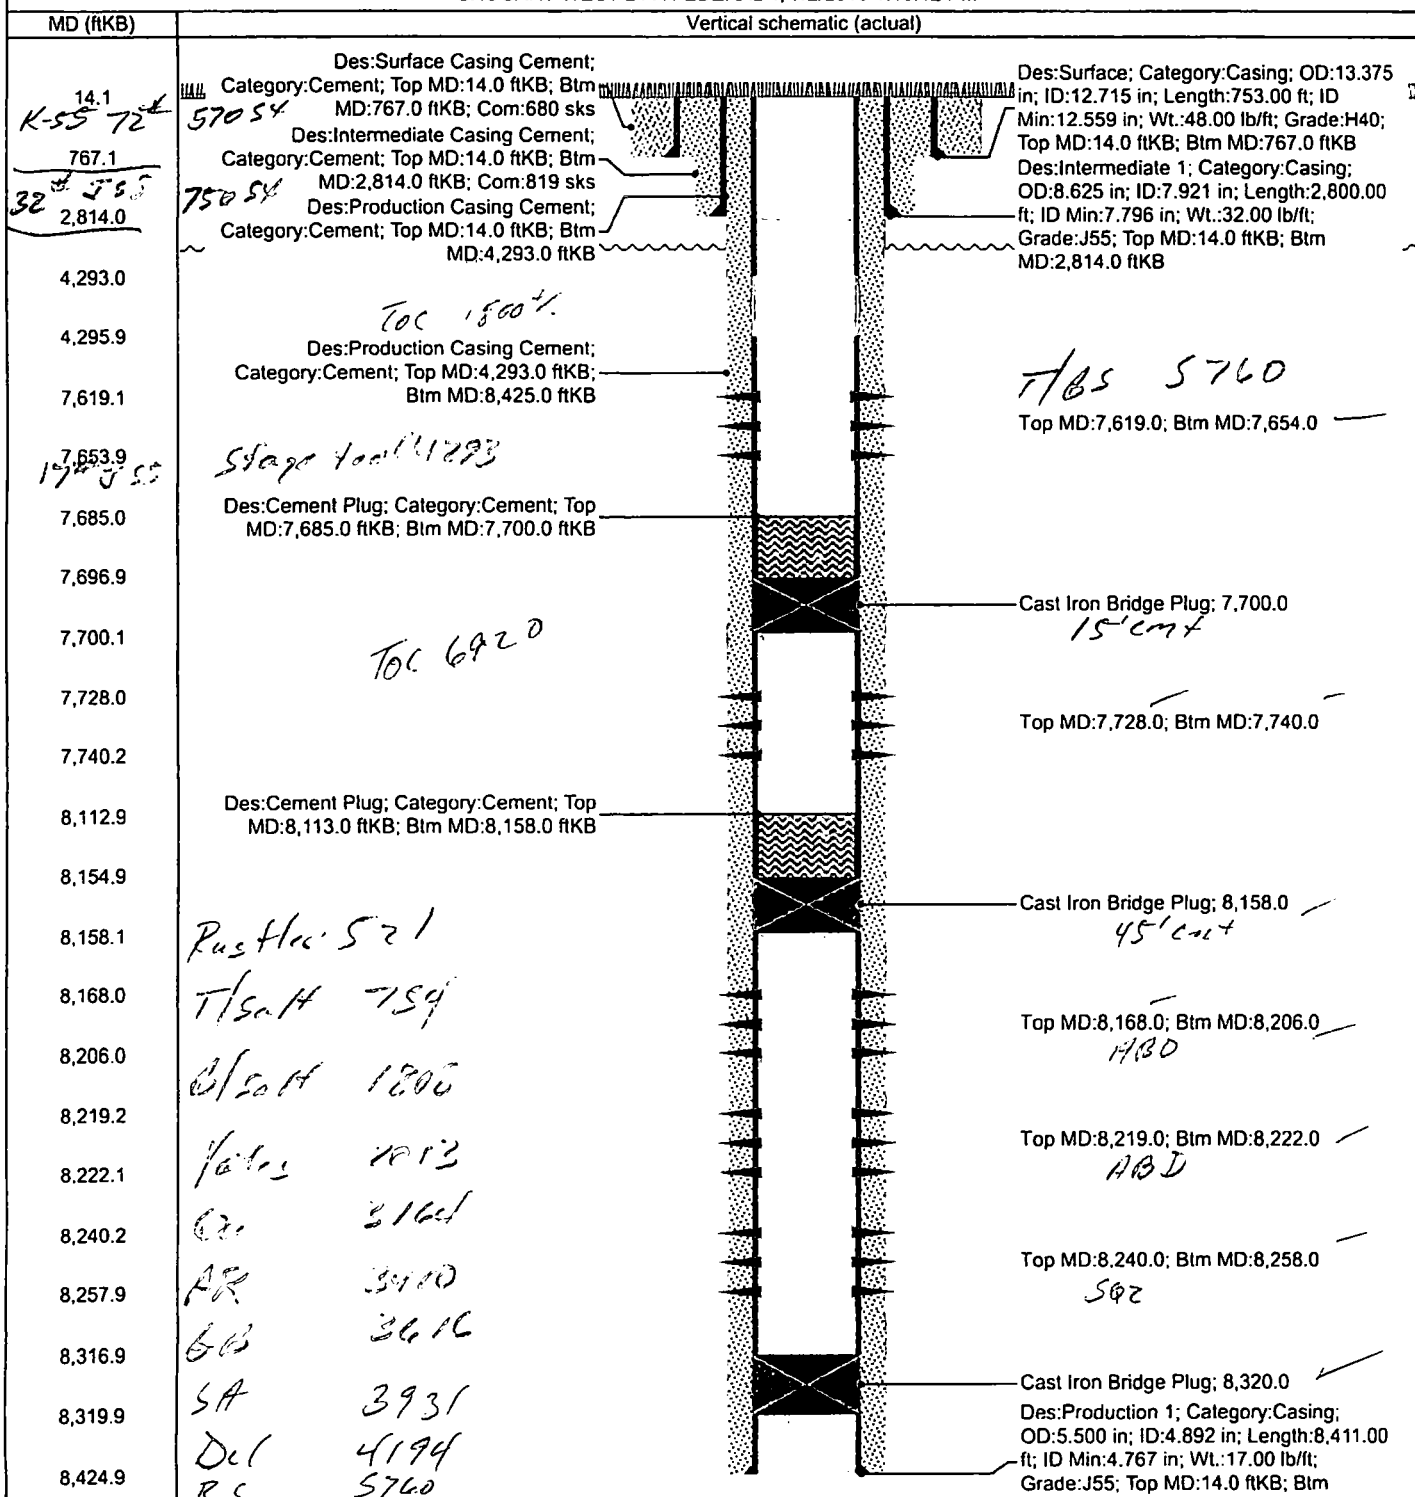 MD (ftKB)
Vertical schematic (actual)
14.1
K-55 72#
767.1
32# J55
2,814.0
4,293.0
4,295.9
7,619.1
7,653.9
17# J55
7,685.0
7,696.9
7,700.1
7,728.0
7,740.2
8,112.9
8,154.9
8,158.1
8,168.0
8,206.0
8,219.2
8,222.1
8,240.2
8,257.9
8,316.9
8,319.9
8,424.9
Des:Surface Casing Cement;
Category:Cement; Top MD:14.0 ftKB; Btm
MD:767.0 ftKB; Com:680 sks
570 SX
Des:Intermediate Casing Cement;
Category:Cement; Top MD:14.0 ftKB; Btm
MD:2,814.0 ftKB; Com:819 sks
750 SX
Des:Production Casing Cement;
Category:Cement; Top MD:14.0 ftKB; Btm
MD:4,293.0 ftKB
TOC
Des:Production Casing Cement;
Category:Cement; Top MD:4,293.0 ftKB;
Btm MD:8,425.0 ftKB
Stage tool 4293
Des:Cement Plug; Category:Cement; Top
MD:7,685.0 ftKB; Btm MD:7,700.0 ftKB
TOC 6920
Des:Cement Plug; Category:Cement; Top
MD:8,113.0 ftKB; Btm MD:8,158.0 ftKB
Rustler 521
T/Salt 754
B/Salt
Yates
Qu 3164
AR
GB 3616
SA 3931
Del 4194
BS 5760
Des:Surface; Category:Casing; OD:13.375
in; ID:12.715 in; Length:753.00 ft; ID
Min:12.559 in; Wt.:48.00 lb/ft; Grade:H40;
Top MD:14.0 ftKB; Btm MD:767.0 ftKB
Des:Intermediate 1; Category:Casing;
OD:8.625 in; ID:7.921 in; Length:2,800.00
ft; ID Min:7.796 in; Wt.:32.00 lb/ft;
Grade:J55; Top MD:14.0 ftKB; Btm
MD:2,814.0 ftKB
T/BS 5760
Top MD:7,619.0; Btm MD:7,654.0
Cast Iron Bridge Plug; 7,700.0
15' cmt
Top MD:7,728.0; Btm MD:7,740.0
Cast Iron Bridge Plug; 8,158.0
45' cmt
Top MD:8,168.0; Btm MD:8,206.0
ABD
Top MD:8,219.0; Btm MD:8,222.0
ABD
Top MD:8,240.0; Btm MD:8,258.0
SQZ
Cast Iron Bridge Plug; 8,320.0
Des:Production 1; Category:Casing;
OD:5.500 in; ID:4.892 in; Length:8,411.00
ft; ID Min:4.767 in; Wt.:17.00 lb/ft;
Grade:J55; Top MD:14.0 ftKB; Btm